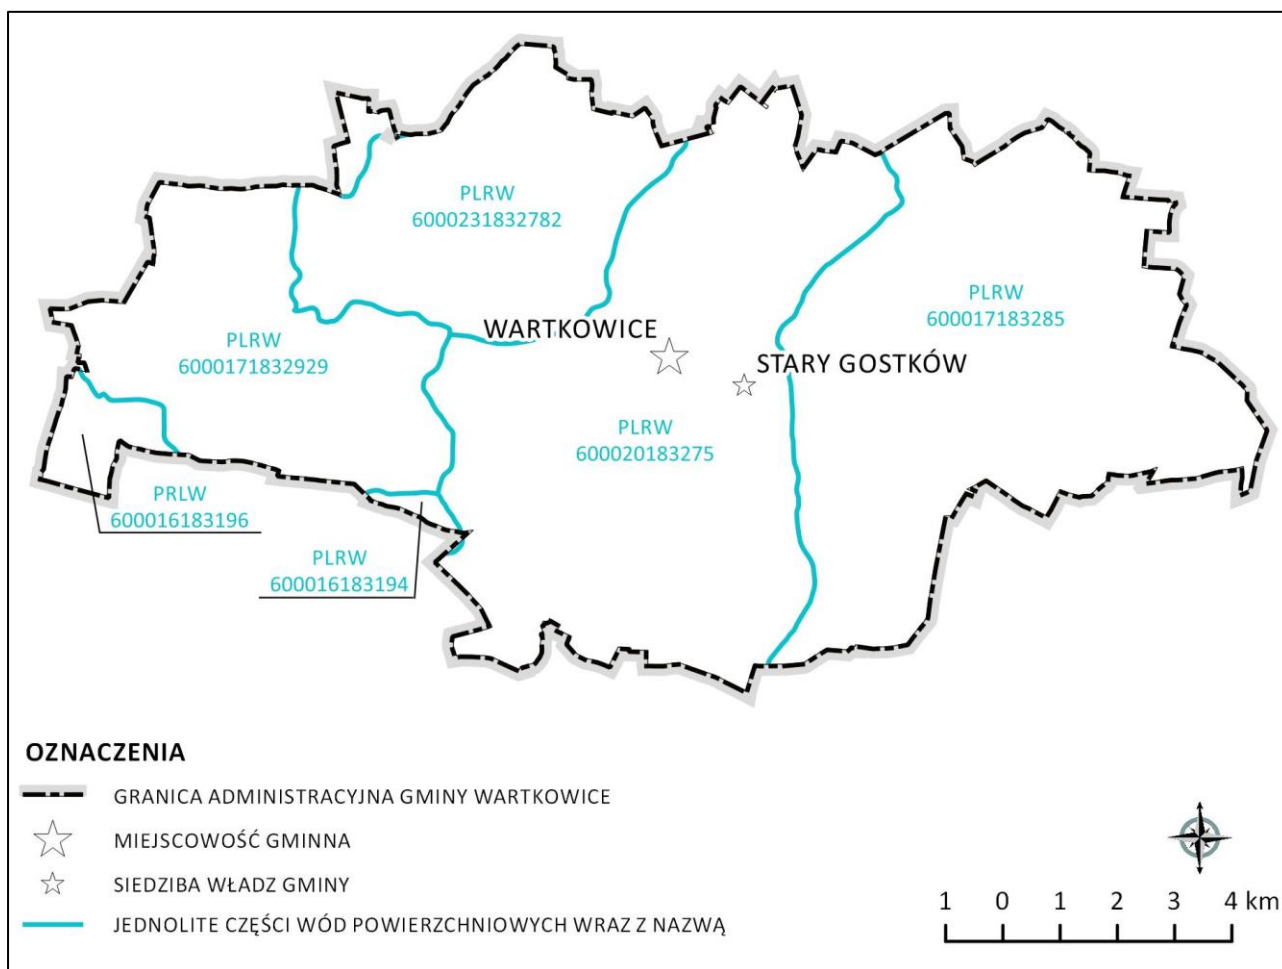 PLRW
6000231832782
PLRW
600017183285
WARTKOWICE
PLRW
6000171832929
STARY GOSTKÓW
PLRW
600020183275
PRLW
600016183196
PLRW
600016183194
OZNACZENIA
GRANICA ADMINISTRACYJNA GMINY WARTKOWICE
MIEJSCOWOŚĆ GMINNA
SIEDZIBA WŁADZ GMINY
JEDNOLITE CZĘŚCI WÓD POWIERZCHNIOWYCH WRAZ Z NAZWĄ
1 0 1 2 3 4 km